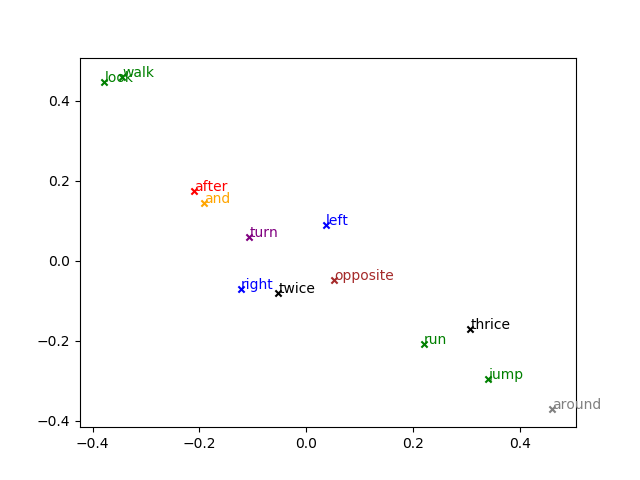 walk
look
0.4
0.2
after
and
left
turn
0.0
opposite
right
twice
thrice
−0.2
run
jump
around
−0.4
−0.4
−0.2
0.0
0.2
0.4